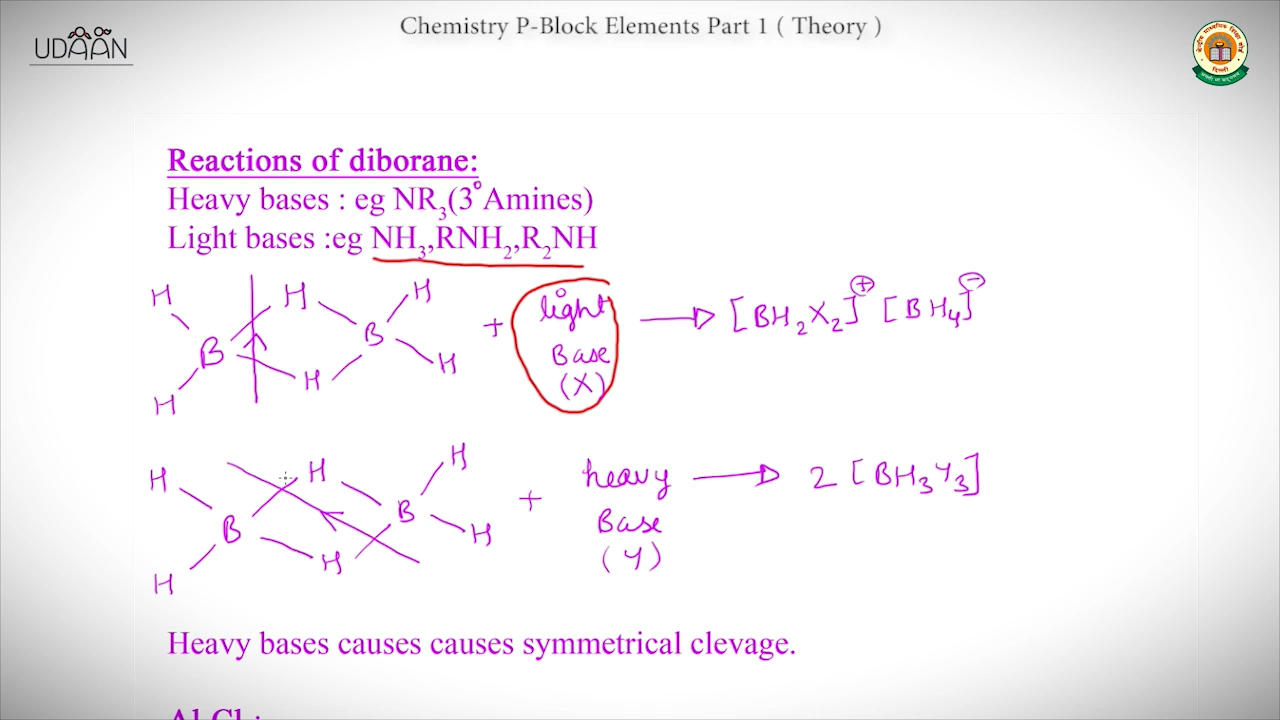 Chemistry P-Block Elements Part 1 ( Theory )
UDAAN
Reactions of diborane:
Heavy bases : eg NR₃(3°Amines)
Light bases :eg NH₃,RNH₂,R₂NH
H H H
B B + light Base (X) → [BH₂X₂]⊕ [BH₄]⊖
H H H
H H H
B B + heavy Base (Y) → 2 [BH₃Y₃]
H H H
Heavy bases causes causes symmetrical clevage.